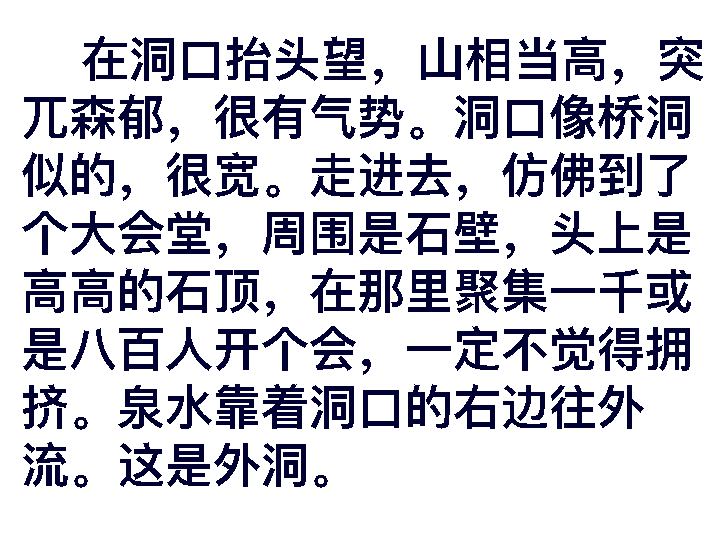 在洞口抬头望，山相当高，突
兀森郁，很有气势。洞口像桥洞
似的，很宽。走进去，仿佛到了
个大会堂，周围是石壁，头上是
高高的石顶，在那里聚集一千或
是八百人开个会，一定不觉得拥
挤。泉水靠着洞口的右边往外
流。这是外洞。